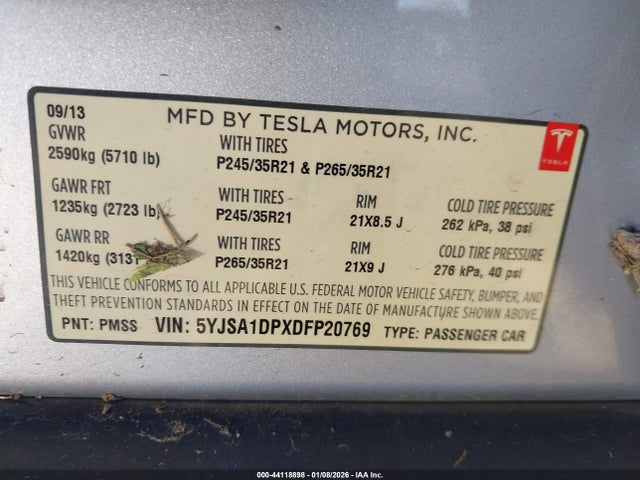 09/13
MFD BY TESLA MOTORS, INC.
TESLA
GVWR
2590kg (5710 lb)
WITH TIRES
P245/35R21 & P265/35R21
GAWR FRT
1235kg (2723 lb)
WITH TIRES
P245/35R21
RIM
21X8.5 J
COLD TIRE PRESSURE
262 kPa, 38 psi
GAWR RR
1420kg (3131
WITH TIRES
P265/35R21
RIM
21X9 J
COLD TIRE PRESSURE
276 kPa, 40 psi
THIS VEHICLE CONFORMS TO ALL APPLICABLE U.S. FEDERAL MOTOR VEHICLE SAFETY, BUMPER, AND
THEFT PREVENTION STANDARDS IN EFFECT ON THE DATE OF MANUFACTURE SHOWN ABOVE.
PNT: PMSS VIN: 5YJSA1DPXDFP20769 TYPE: PASSENGER CAR
000-44118898 - 01/08/2026 - IAA Inc.